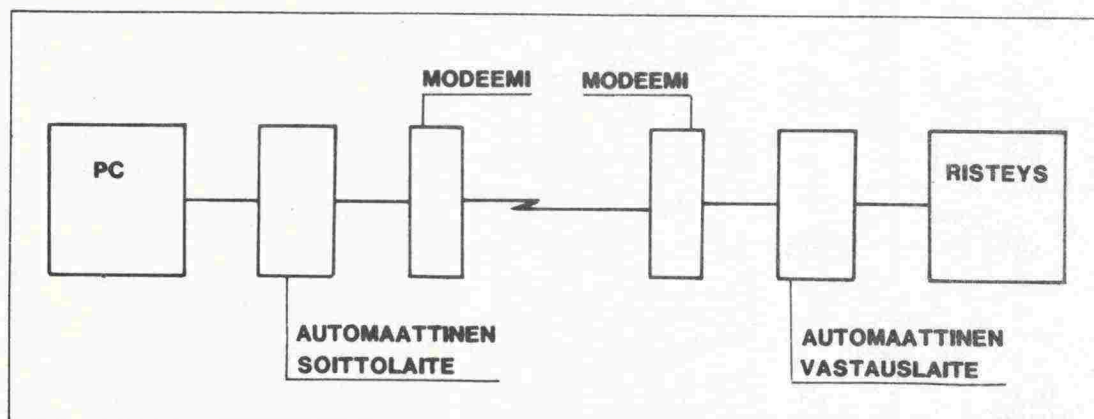 MODEEMI MODEEMI
PC
RISTEYS
AUTOMAATTINEN
SOITTOLAITE
AUTOMAATTINEN
VASTAUSLAITE